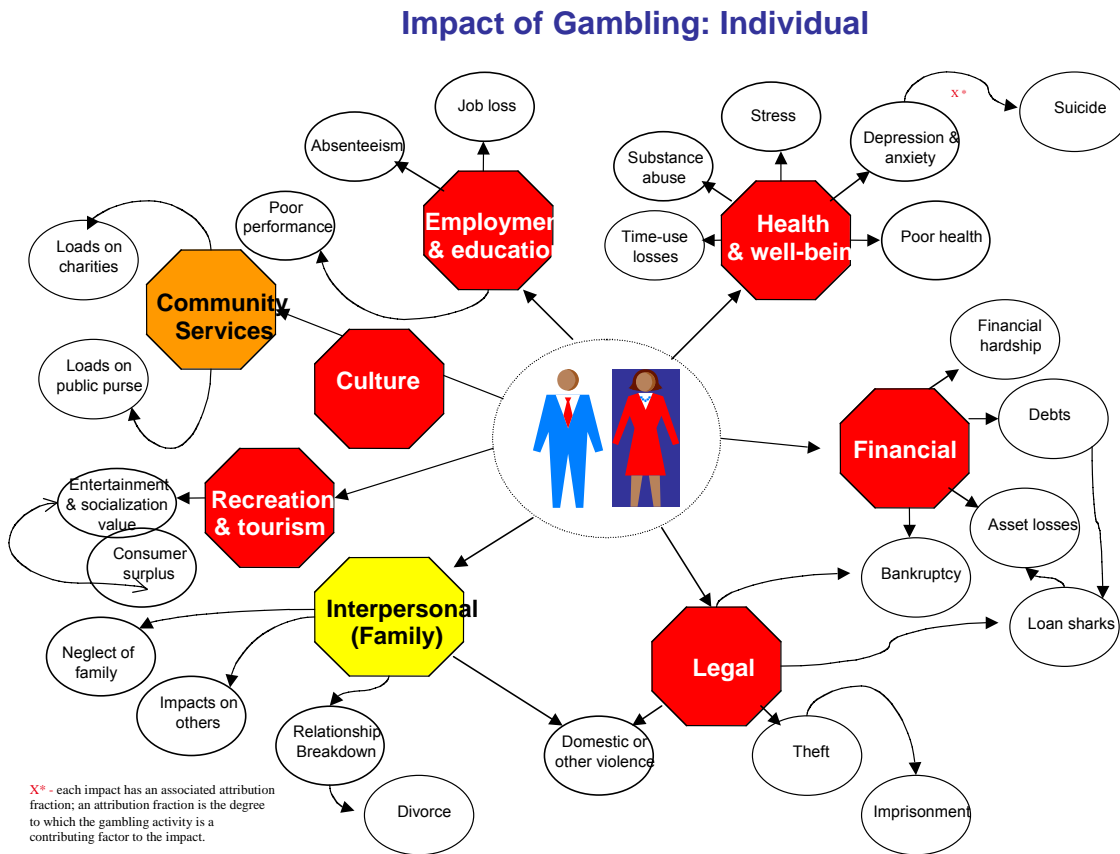 Impact of Gambling: Individual
Job loss
Absenteeism
Poor
performance
Employmen
& education
Stress
X*
Suicide
Depression &
anxiety
Substance
abuse
Time-use
losses
Health
& well-bein
Poor health
Loads on
charities
Community
Services
Loads on
public purse
Culture
Financial
hardship
Debts
Financial
Asset losses
Bankruptcy
Loan sharks
Recreation
& tourism
Entertainment
& socialization
value
Consumer
surplus
Interpersonal
(Family)
Neglect of
family
Impacts on
others
Relationship
Breakdown
Divorce
Domestic or
other violence
Legal
Theft
Imprisonment
X* - each impact has an associated attribution
fraction; an attribution fraction is the degree
to which the gambling activity is a
contributing factor to the impact.